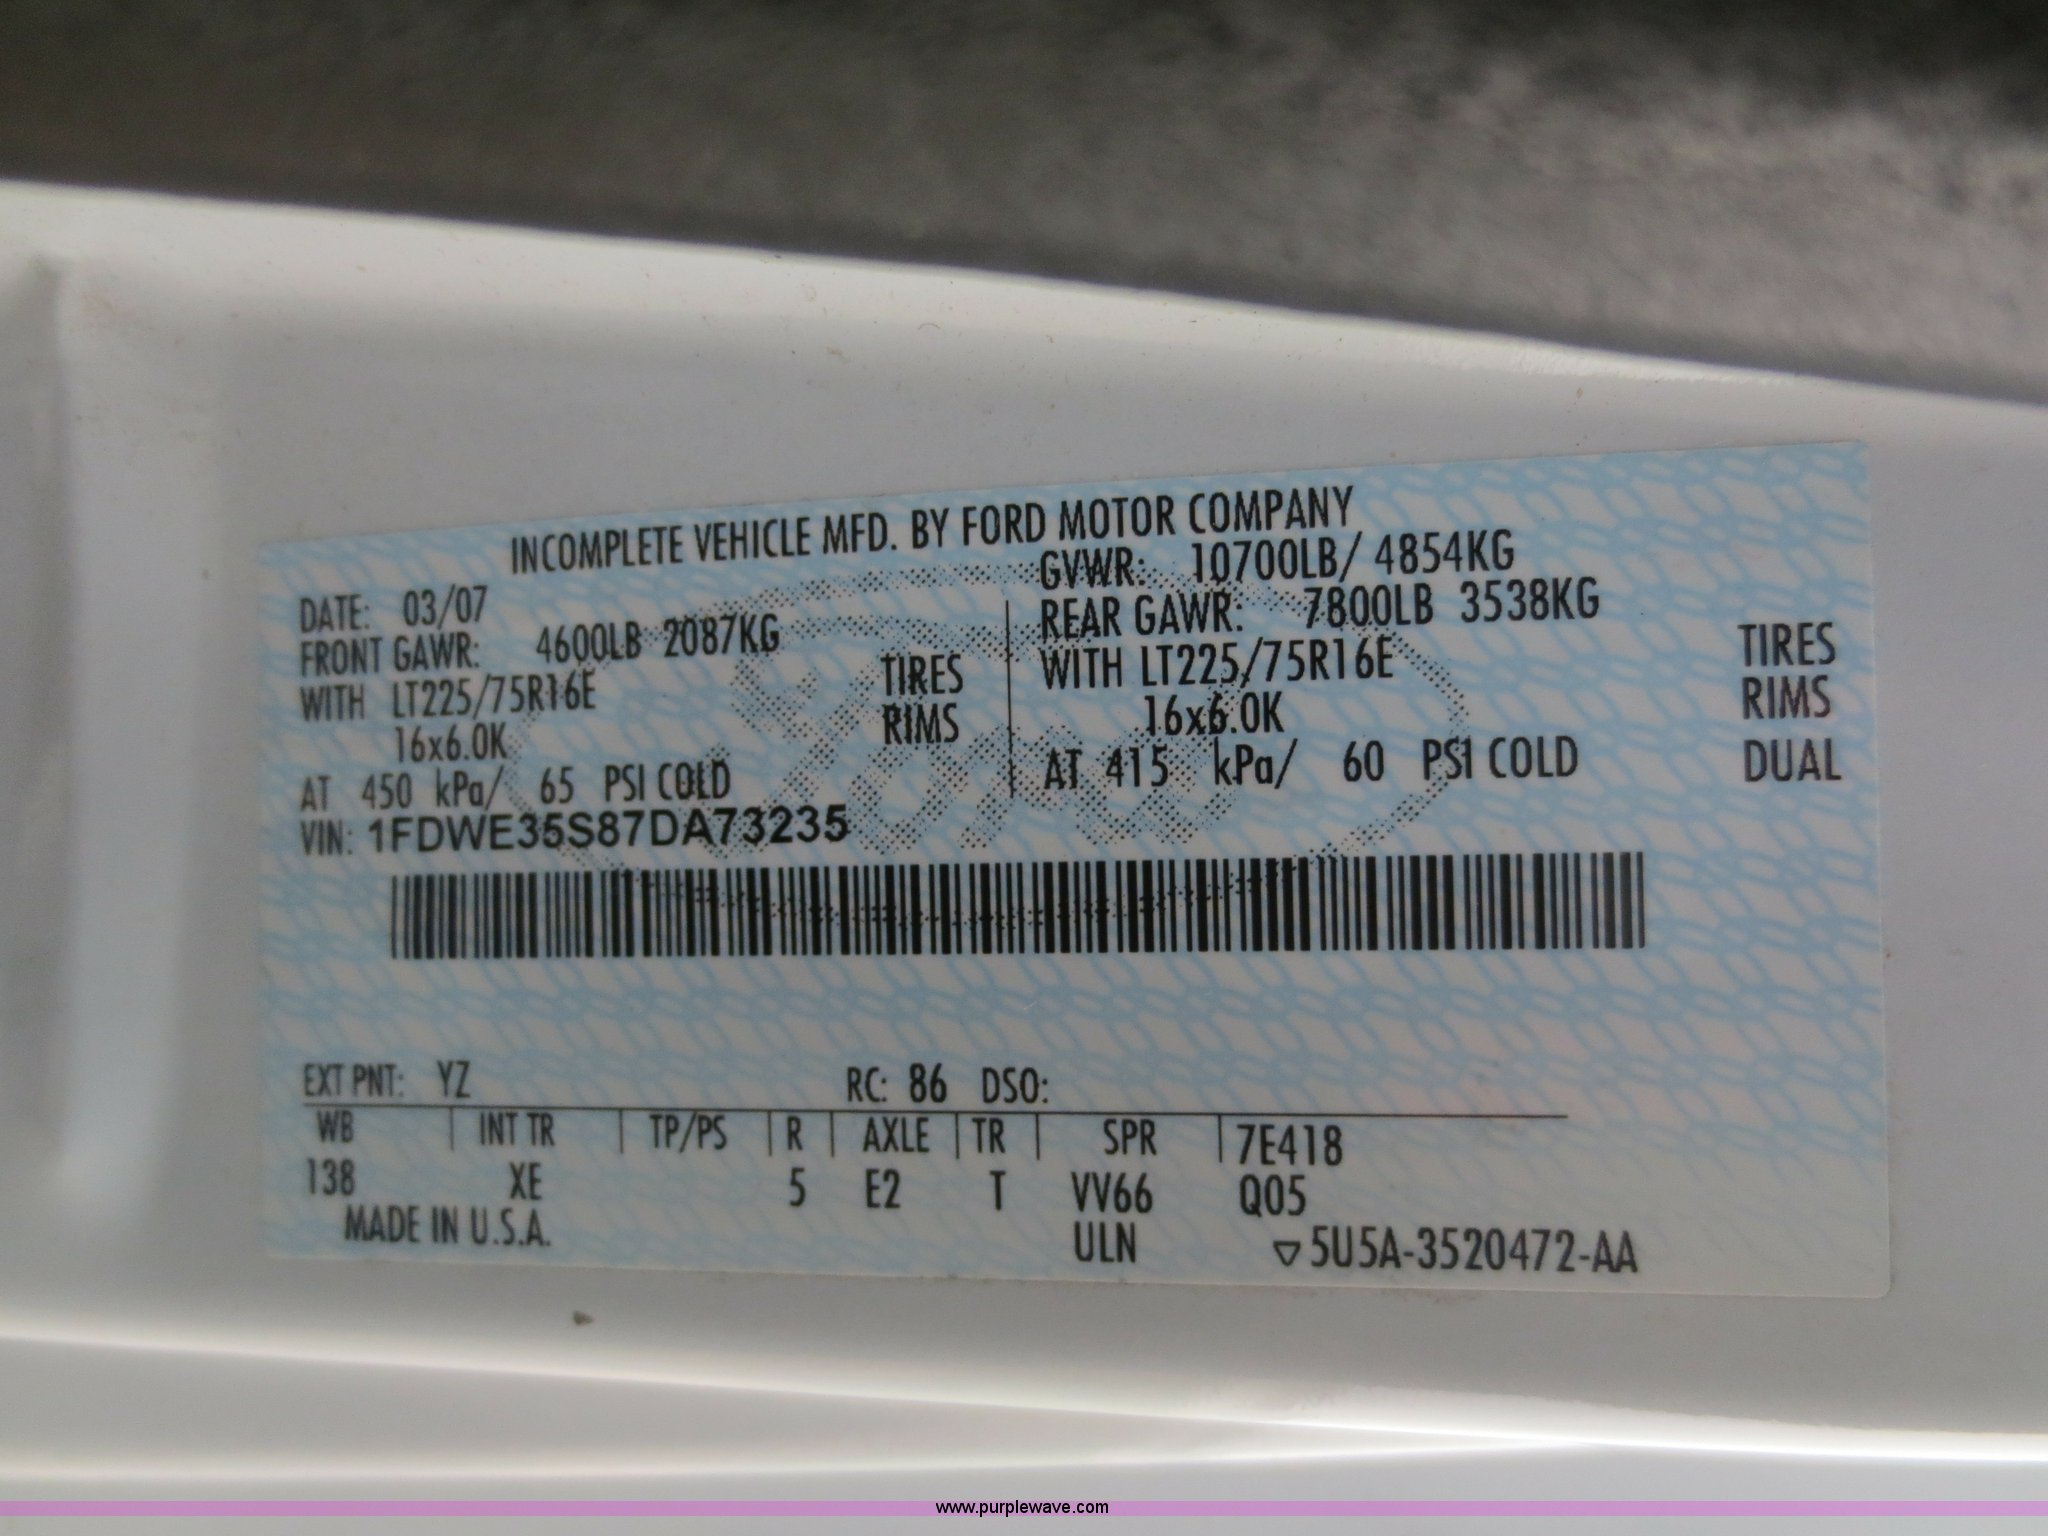 INCOMPLETE VEHICLE MFD. BY FORD MOTOR COMPANY
DATE: 03/07
GVWR: 10700LB/ 4854KG
FRONT GAWR: 4600LB 2087KG
REAR GAWR: 7800LB 3538KG
WITH LT225/75R16E TIRES
WITH LT225/75R16E TIRES
16x6.0K RIMS
16x6.0K RIMS
AT 450 kPa/ 65 PSI COLD
AT 415 kPa/ 60 PSI COLD DUAL
VIN: 1FDWE35S87DA73235
Ford
EXT PNT: YZ RC: 86 DSO:
WB INT TR TP/PS R AXLE TR SPR 7E418
138 XE 5 E2 T VV66 Q05
MADE IN U.S.A. ULN ▽5U5A-3520472-AA
www.purplewave.com